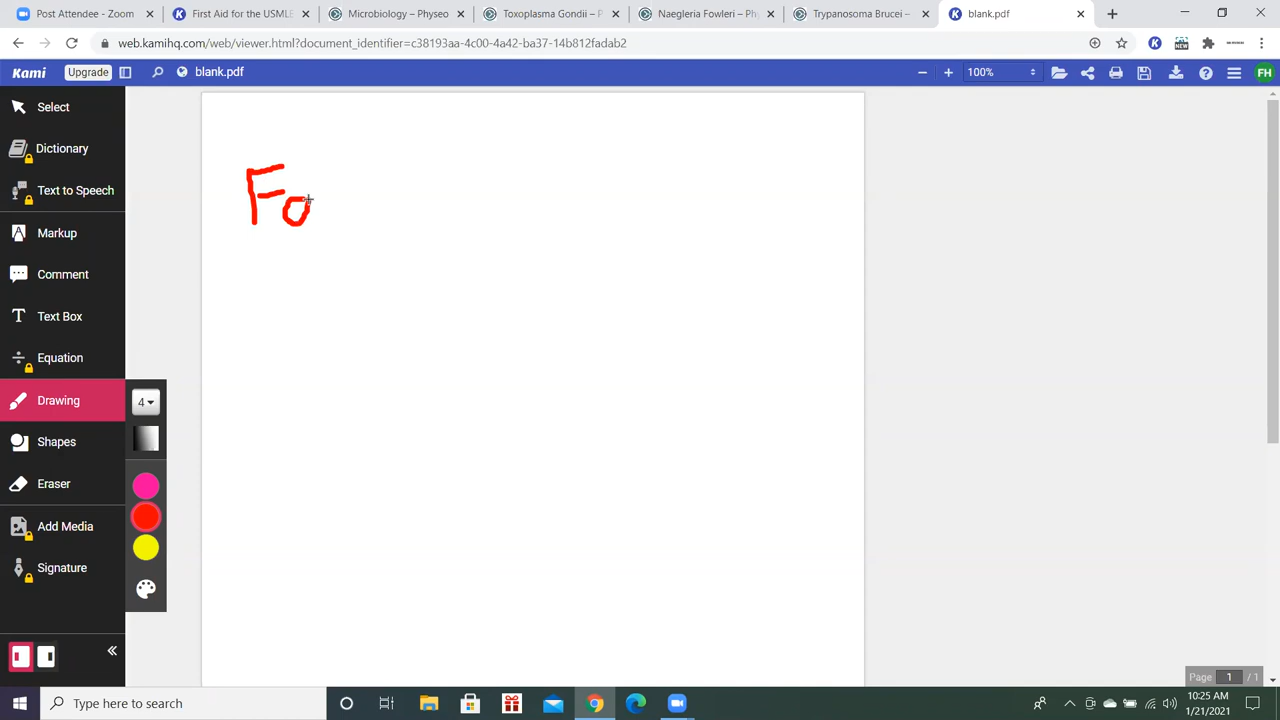 Post Attendee - Zoom
First Aid for the USMLE
Microbiology – Physeo
Toxoplasma Gondii – P
Naegleria Fowleri – Phy
Trypanosoma Brucei –
blank.pdf
web.kamihq.com/web/viewer.html?document_identifier=c38193aa-4c00-4a42-ba37-14b812fadab2
NEW
Kami
Upgrade
blank.pdf
100%
FH
Select
Dictionary
Text to Speech
Markup
Comment
T Text Box
Equation
Drawing
4
Shapes
Eraser
Add Media
Signature
Fo
Page 1 / 1
Type here to search
10:25 AM
1/21/2021